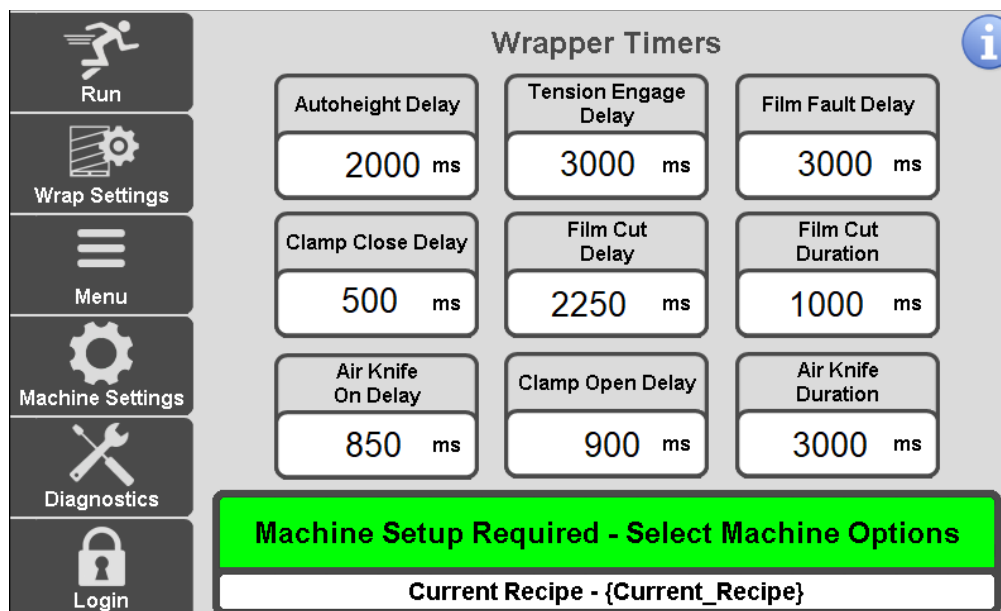 Run
Wrap Settings
Menu
Machine Settings
Diagnostics
Login
Wrapper Timers
i
Autoheight Delay
2000 ms
Tension Engage
Delay
3000 ms
Film Fault Delay
3000 ms
Clamp Close Delay
500 ms
Film Cut
Delay
2250 ms
Film Cut
Duration
1000 ms
Air Knife
On Delay
850 ms
Clamp Open Delay
900 ms
Air Knife
Duration
3000 ms
Machine Setup Required - Select Machine Options
Current Recipe - {Current_Recipe}